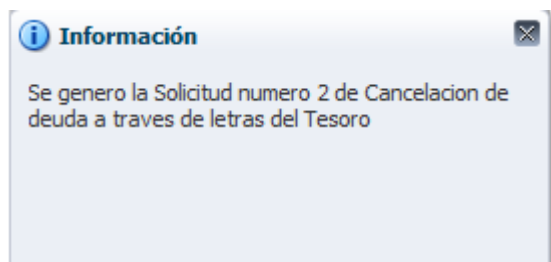 Información
Se genero la Solicitud numero 2 de Cancelacion de
deuda a traves de letras del Tesoro